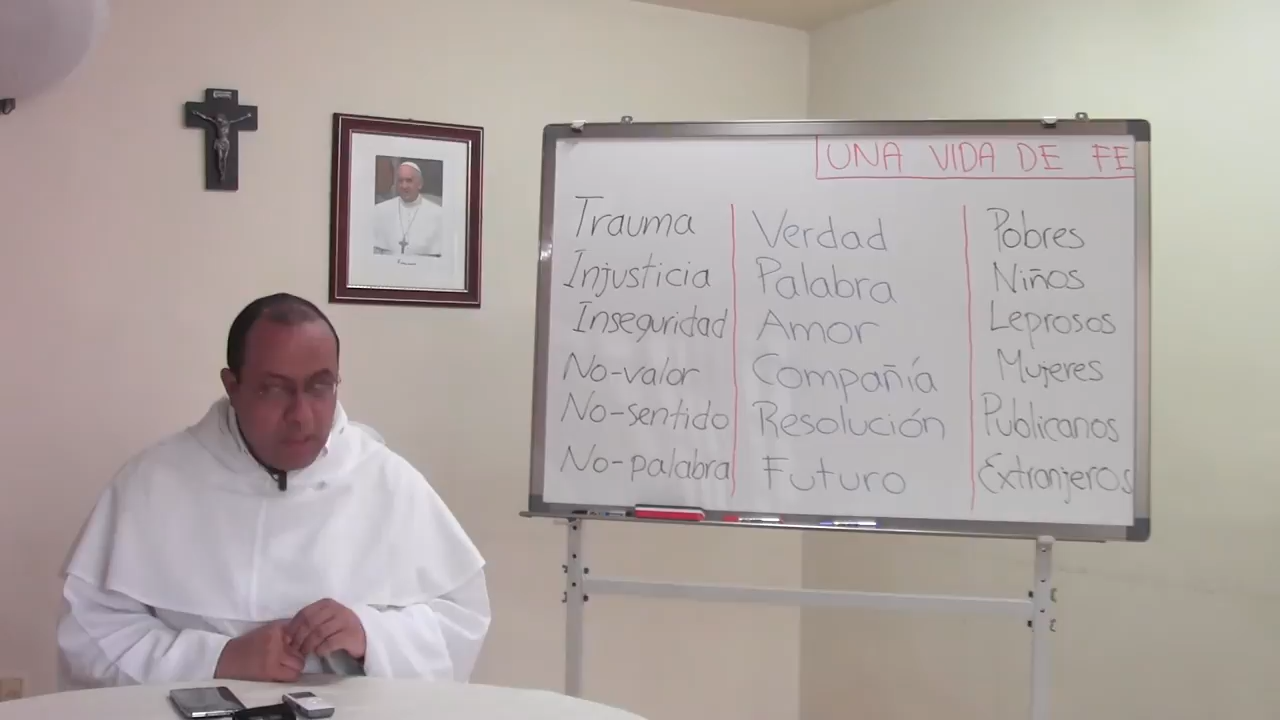 UNA VIDA DE FE
Trauma
Injusticia
Inseguridad
No-valor
No-sentido
No-palabra
Verdad
Palabra
Amor
Compañía
Resolución
Futuro
Pobres
Niños
Leprosos
Mujeres
Publicanos
Extranjeros